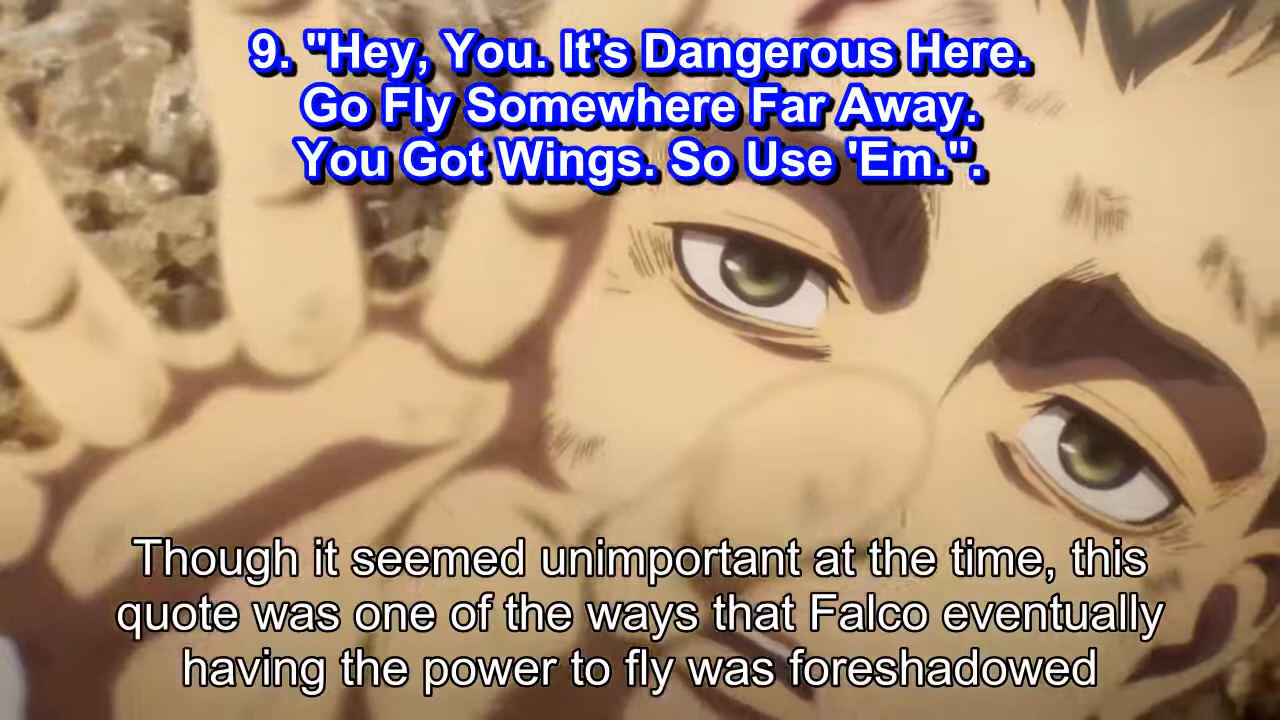 9. "Hey, You. It's Dangerous Here.
Go Fly Somewhere Far Away.
You Got Wings. So Use 'Em.".
Though it seemed unimportant at the time, this
quote was one of the ways that Falco eventually
having the power to fly was foreshadowed